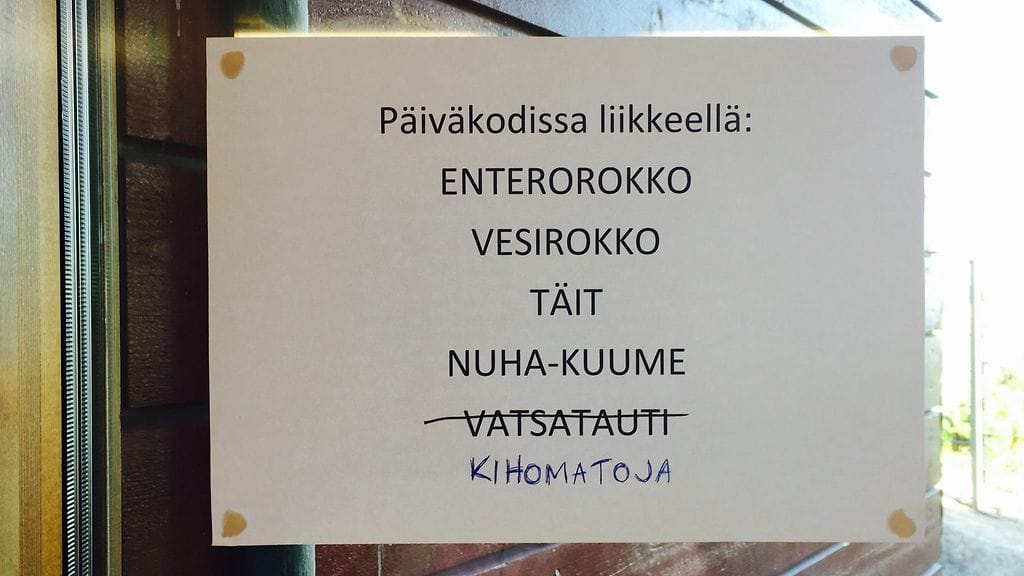 Päiväkodissa liikkeellä:
ENTEROROKKO
VESIROKKO
TÄIT
NUHA-KUUME
VATSATAUTI
KIHOMATOJA